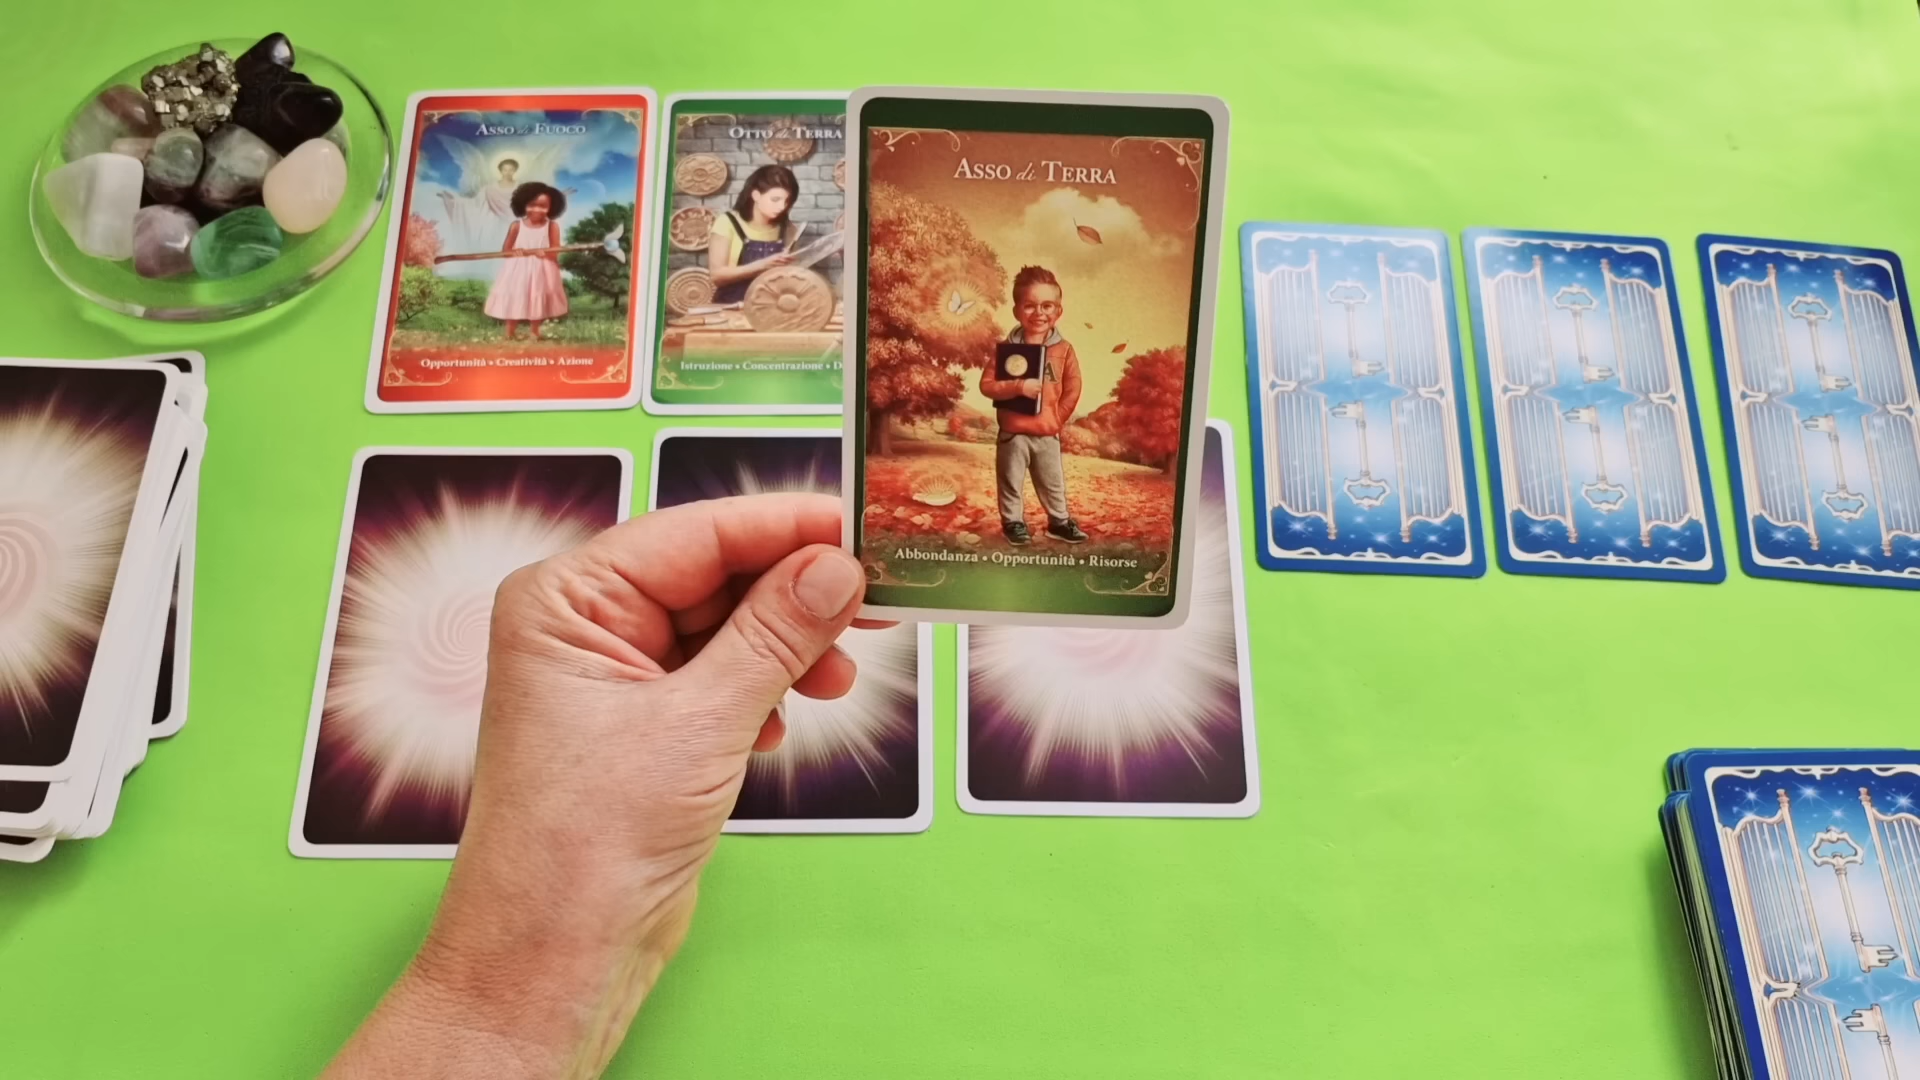 Asso di Fuoco
Opportunità • Creatività • Azione
Otto di Terra
Istruzione • Concentrazione •
Asso di Terra
A
Abbondanza • Opportunità • Risorse